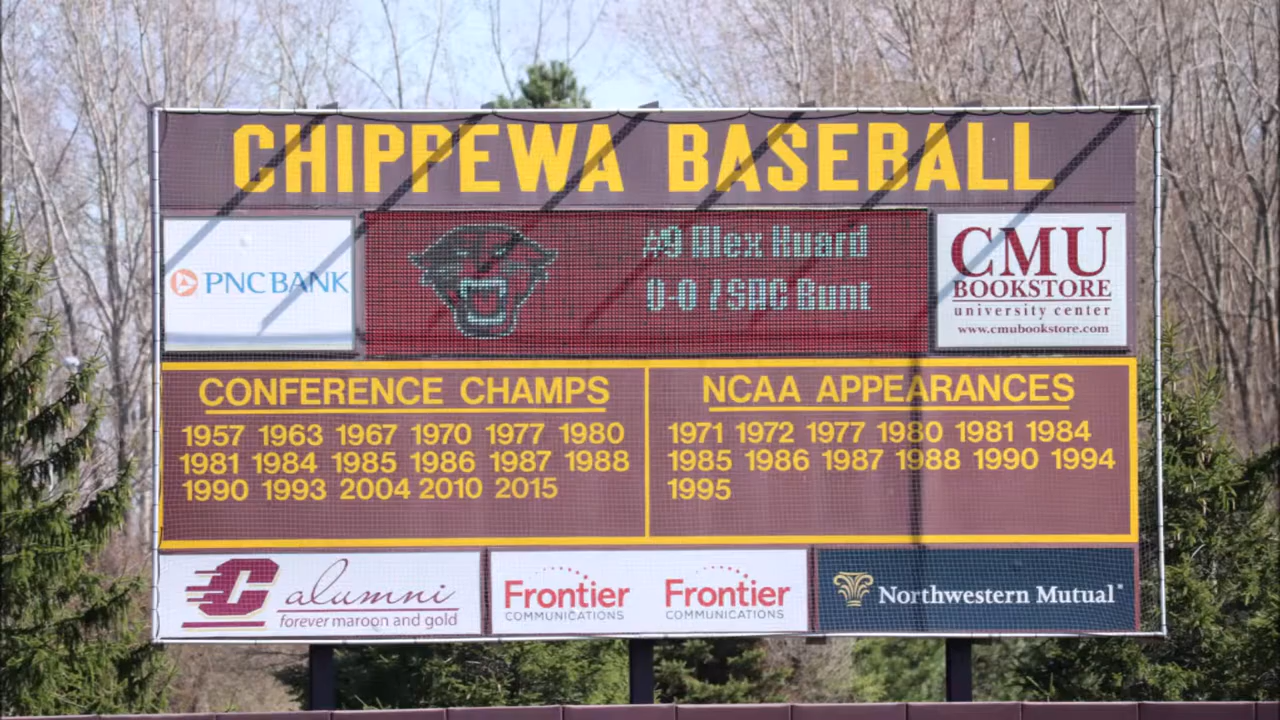 CHIPPEWA BASEBALL
PNC BANK
#9 Alex Huard
0-0 / SAC Bunt
CMU
BOOKSTORE
university center
www.cmubookstore.com
CONFERENCE CHAMPS
1957 1963 1967 1970 1977 1980
1981 1984 1985 1986 1987 1988
1990 1993 2004 2010 2015
NCAA APPEARANCES
1971 1972 1977 1980 1981 1984
1985 1986 1987 1988 1990 1994
1995
C alumni
forever maroon and gold
Frontier
COMMUNICATIONS
Frontier
COMMUNICATIONS
Northwestern Mutual®